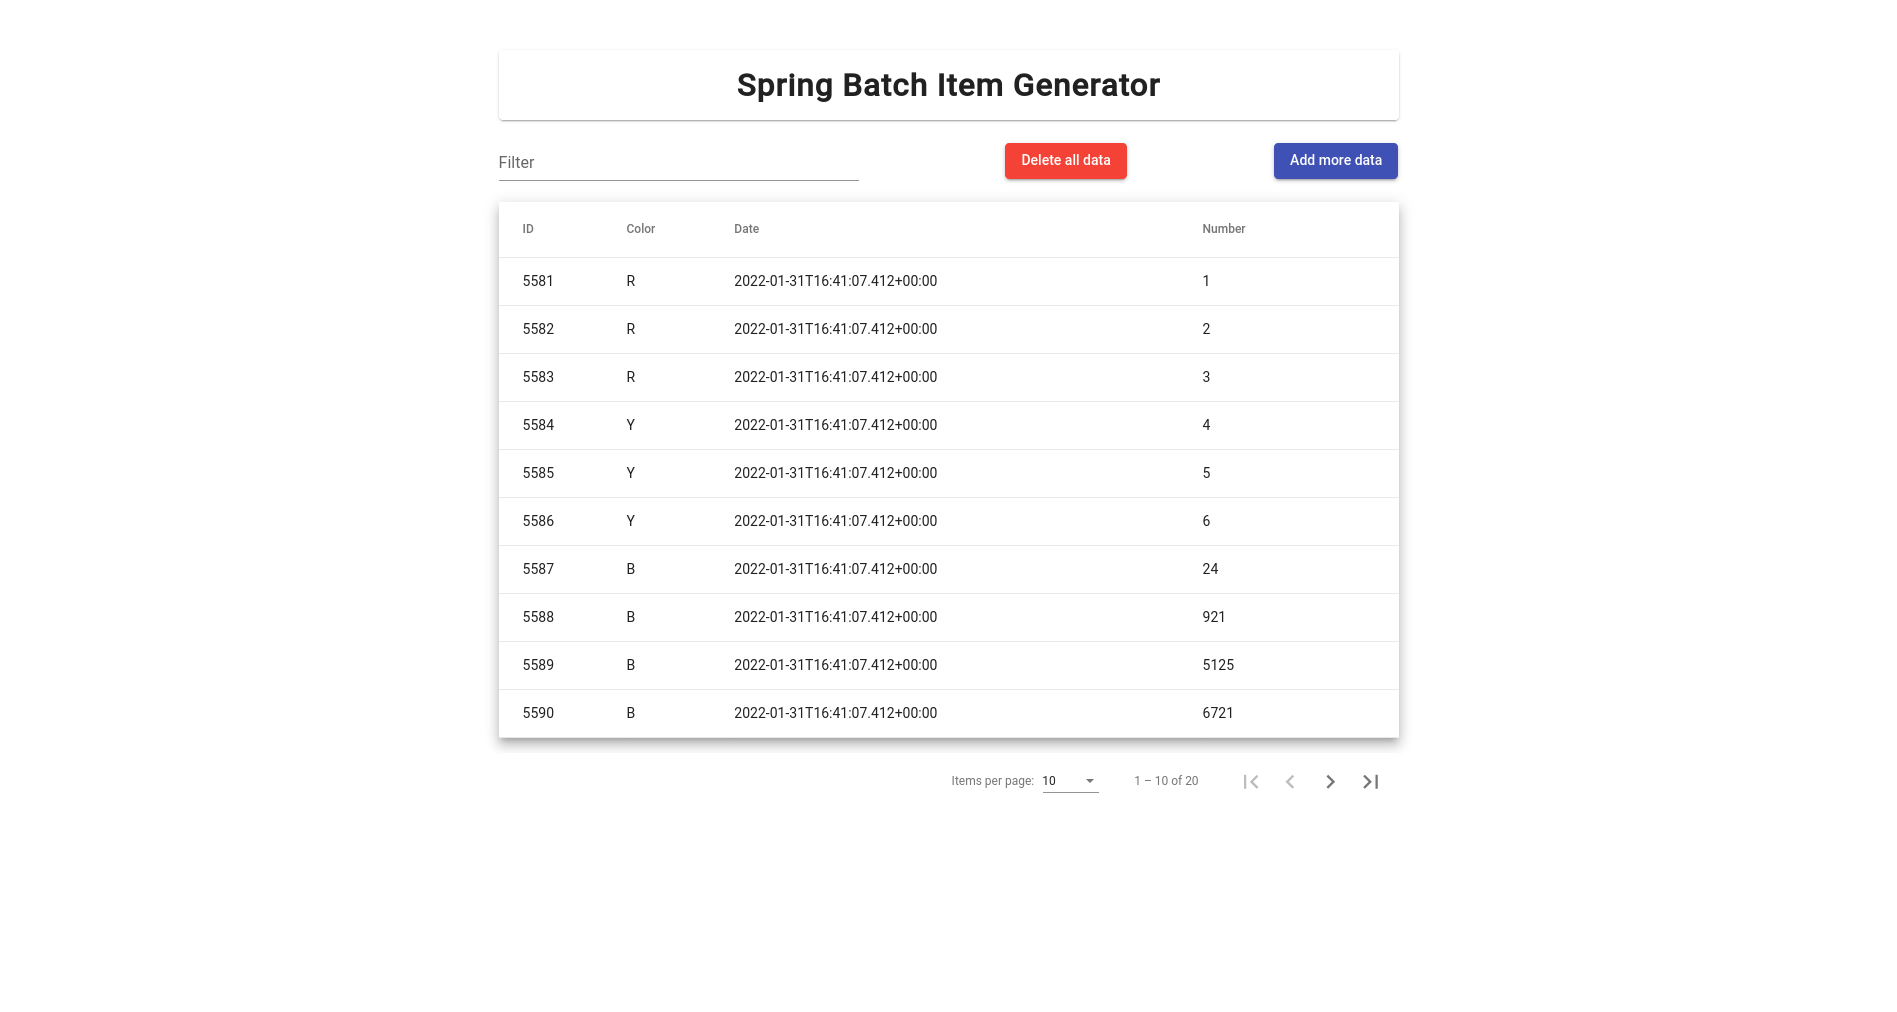 Spring Batch Item Generator
Filter
Delete all data
Add more data
ID Color Date Number
5581 R 2022-01-31T16:41:07.412+00:00 1
5582 R 2022-01-31T16:41:07.412+00:00 2
5583 R 2022-01-31T16:41:07.412+00:00 3
5584 Y 2022-01-31T16:41:07.412+00:00 4
5585 Y 2022-01-31T16:41:07.412+00:00 5
5586 Y 2022-01-31T16:41:07.412+00:00 6
5587 B 2022-01-31T16:41:07.412+00:00 24
5588 B 2022-01-31T16:41:07.412+00:00 921
5589 B 2022-01-31T16:41:07.412+00:00 5125
5590 B 2022-01-31T16:41:07.412+00:00 6721
Items per page: 10 1 – 10 of 20